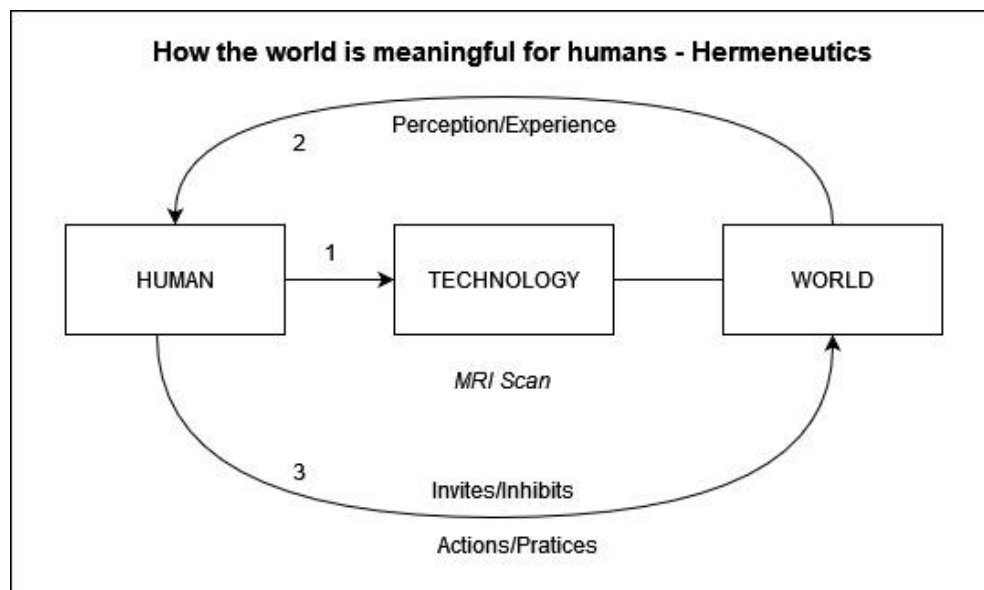 How the world is meaningful for humans - Hermeneutics
Perception/Experience
2
1
HUMAN
TECHNOLOGY
WORLD
MRI Scan
3
Invites/Inhibits
Actions/Pratices